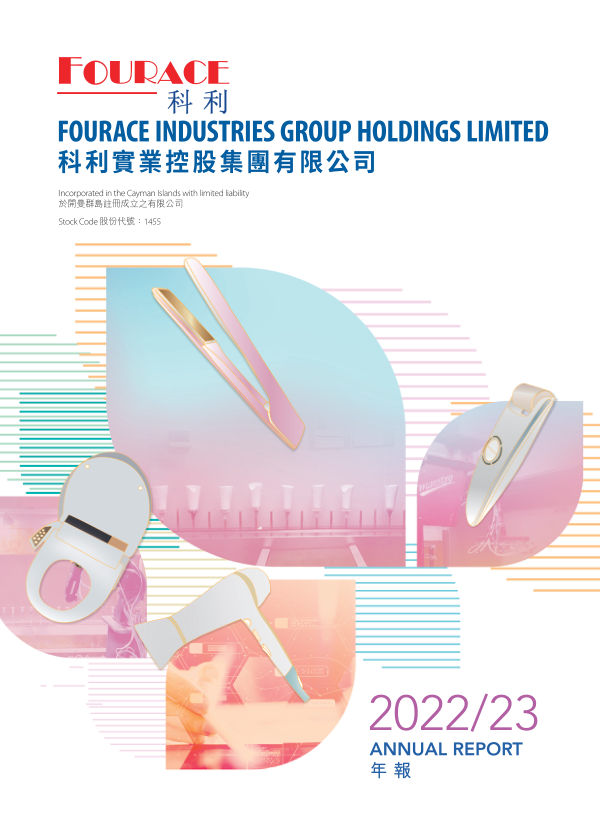 FOURACE
科利
FOURACE INDUSTRIES GROUP HOLDINGS LIMITED
科利實業控股集團有限公司
Incorporated in the Cayman Islands with limited liability
於開曼群島註冊成立之有限公司
Stock Code 股份代號：1455
2022/23
ANNUAL REPORT
年報